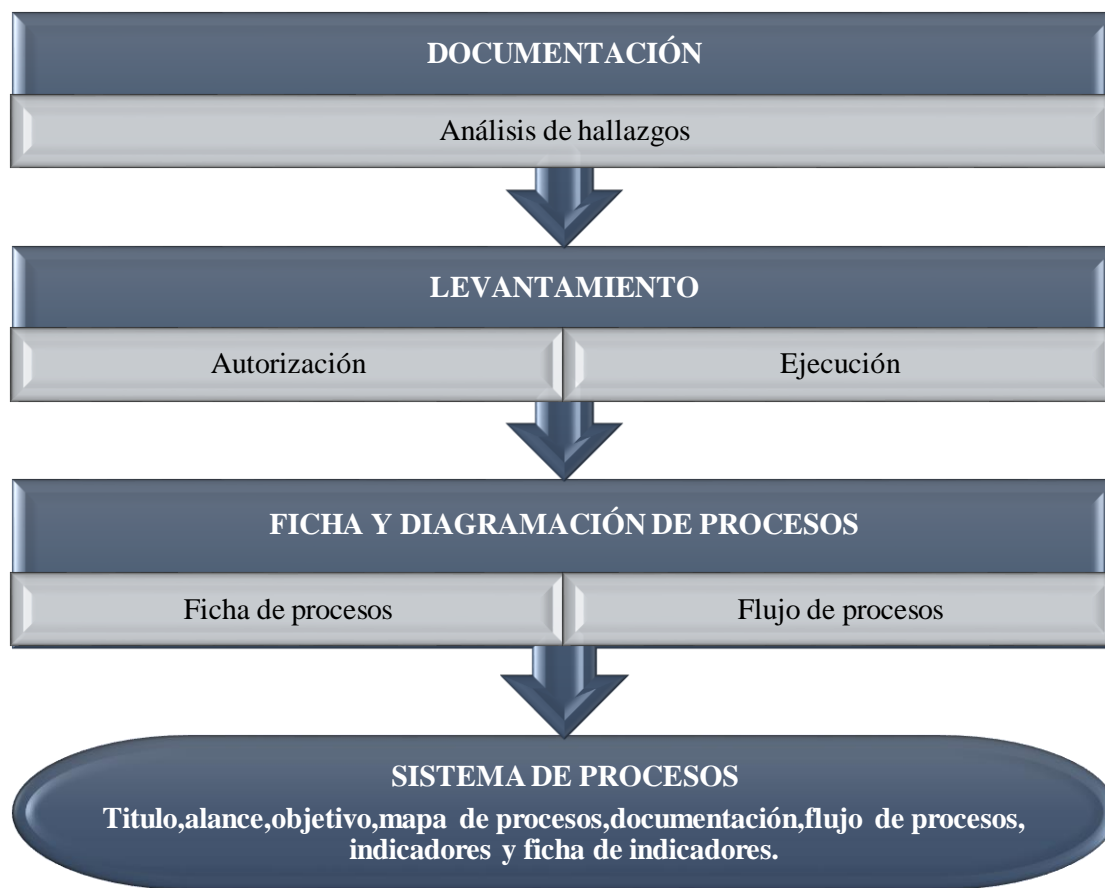 DOCUMENTACIÓN
Análisis de hallazgos
LEVANTAMIENTO
Autorización
Ejecución
FICHA Y DIAGRAMACIÓN DE PROCESOS
Ficha de procesos
Flujo de procesos
SISTEMA DE PROCESOS
Titulo,alance,objetivo,mapa de procesos,documentación,flujo de procesos,
indicadores y ficha de indicadores.